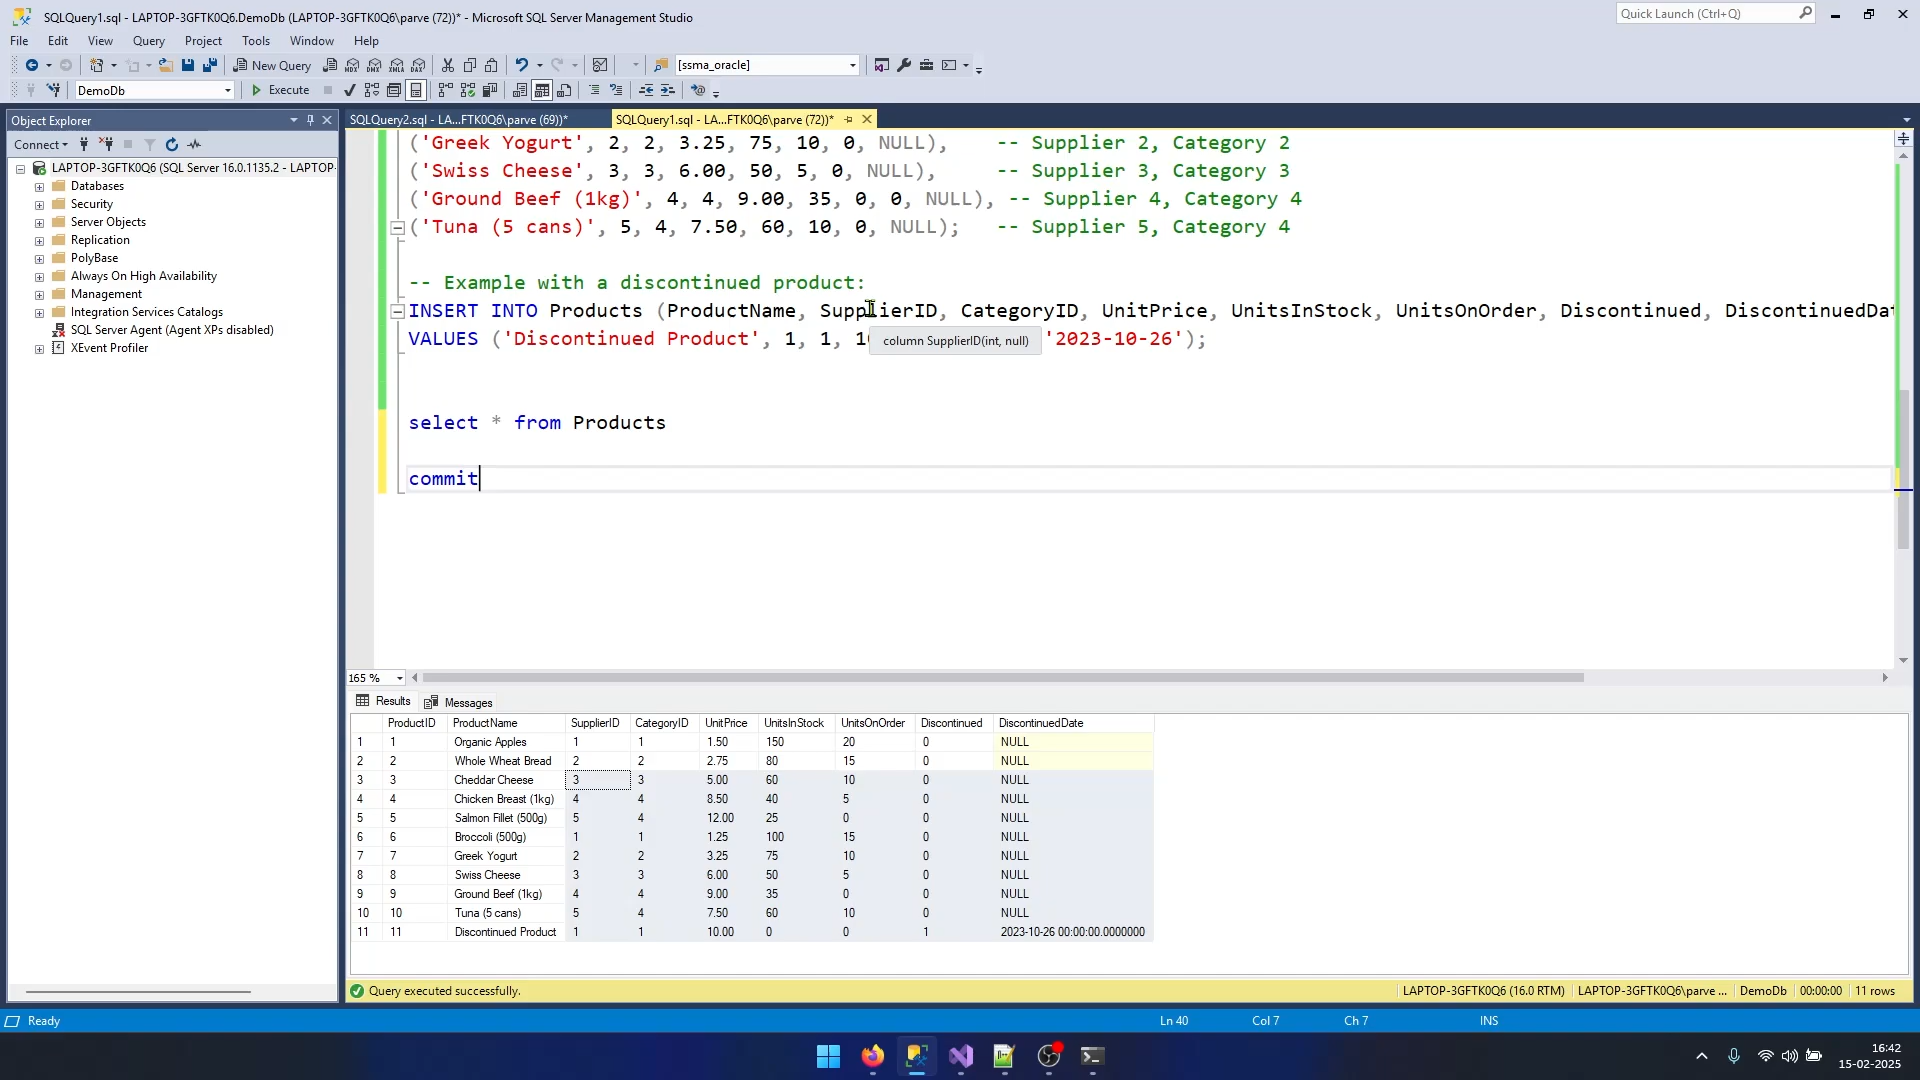 SQLQuery1.sql - LAPTOP-3GFTK0Q6.DemoDb (LAPTOP-3GFTK0Q6\parve (72))* - Microsoft SQL Server Management Studio
Quick Launch (Ctrl+Q)
File Edit View Query Project Tools Window Help
New Query
[ssma_oracle]
DemoDb
Execute
Object Explorer
SQLQuery2.sql - LA...FTK0Q6\parve (69))*
SQLQuery1.sql - LA...FTK0Q6\parve (72))*
Connect
LAPTOP-3GFTK0Q6 (SQL Server 16.0.1135.2 - LAPTOP-
Databases
Security
Server Objects
Replication
PolyBase
Always On High Availability
Management
Integration Services Catalogs
SQL Server Agent (Agent XPs disabled)
XEvent Profiler
('Greek Yogurt', 2, 2, 3.25, 75, 10, 0, NULL), -- Supplier 2, Category 2
('Swiss Cheese', 3, 3, 6.00, 50, 5, 0, NULL), -- Supplier 3, Category 3
('Ground Beef (1kg)', 4, 4, 9.00, 35, 0, 0, NULL), -- Supplier 4, Category 4
('Tuna (5 cans)', 5, 4, 7.50, 60, 10, 0, NULL); -- Supplier 5, Category 4
-- Example with a discontinued product:
INSERT INTO Products (ProductName, SupplierID, CategoryID, UnitPrice, UnitsInStock, UnitsOnOrder, Discontinued, DiscontinuedDat
VALUES ('Discontinued Product', 1, 1, 1 '2023-10-26');
column SupplierID(int, null)
select * from Products
commit
165 %
Results Messages
ProductID ProductName SupplierID CategoryID UnitPrice UnitsInStock UnitsOnOrder Discontinued DiscontinuedDate
1 1 Organic Apples 1 1 1.50 150 20 0 NULL
2 2 Whole Wheat Bread 2 2 2.75 80 15 0 NULL
3 3 Cheddar Cheese 3 3 5.00 60 10 0 NULL
4 4 Chicken Breast (1kg) 4 4 8.50 40 5 0 NULL
5 5 Salmon Fillet (500g) 5 4 12.00 25 0 0 NULL
6 6 Broccoli (500g) 1 1 1.25 100 15 0 NULL
7 7 Greek Yogurt 2 2 3.25 75 10 0 NULL
8 8 Swiss Cheese 3 3 6.00 50 5 0 NULL
9 9 Ground Beef (1kg) 4 4 9.00 35 0 0 NULL
10 10 Tuna (5 cans) 5 4 7.50 60 10 0 NULL
11 11 Discontinued Product 1 1 10.00 0 0 1 2023-10-26 00:00:00.0000000
Query executed successfully.
LAPTOP-3GFTK0Q6 (16.0 RTM) LAPTOP-3GFTK0Q6\parve ... DemoDb 00:00:00 11 rows
Ready
Ln 40 Col 7 Ch 7 INS
16:42
15-02-2025